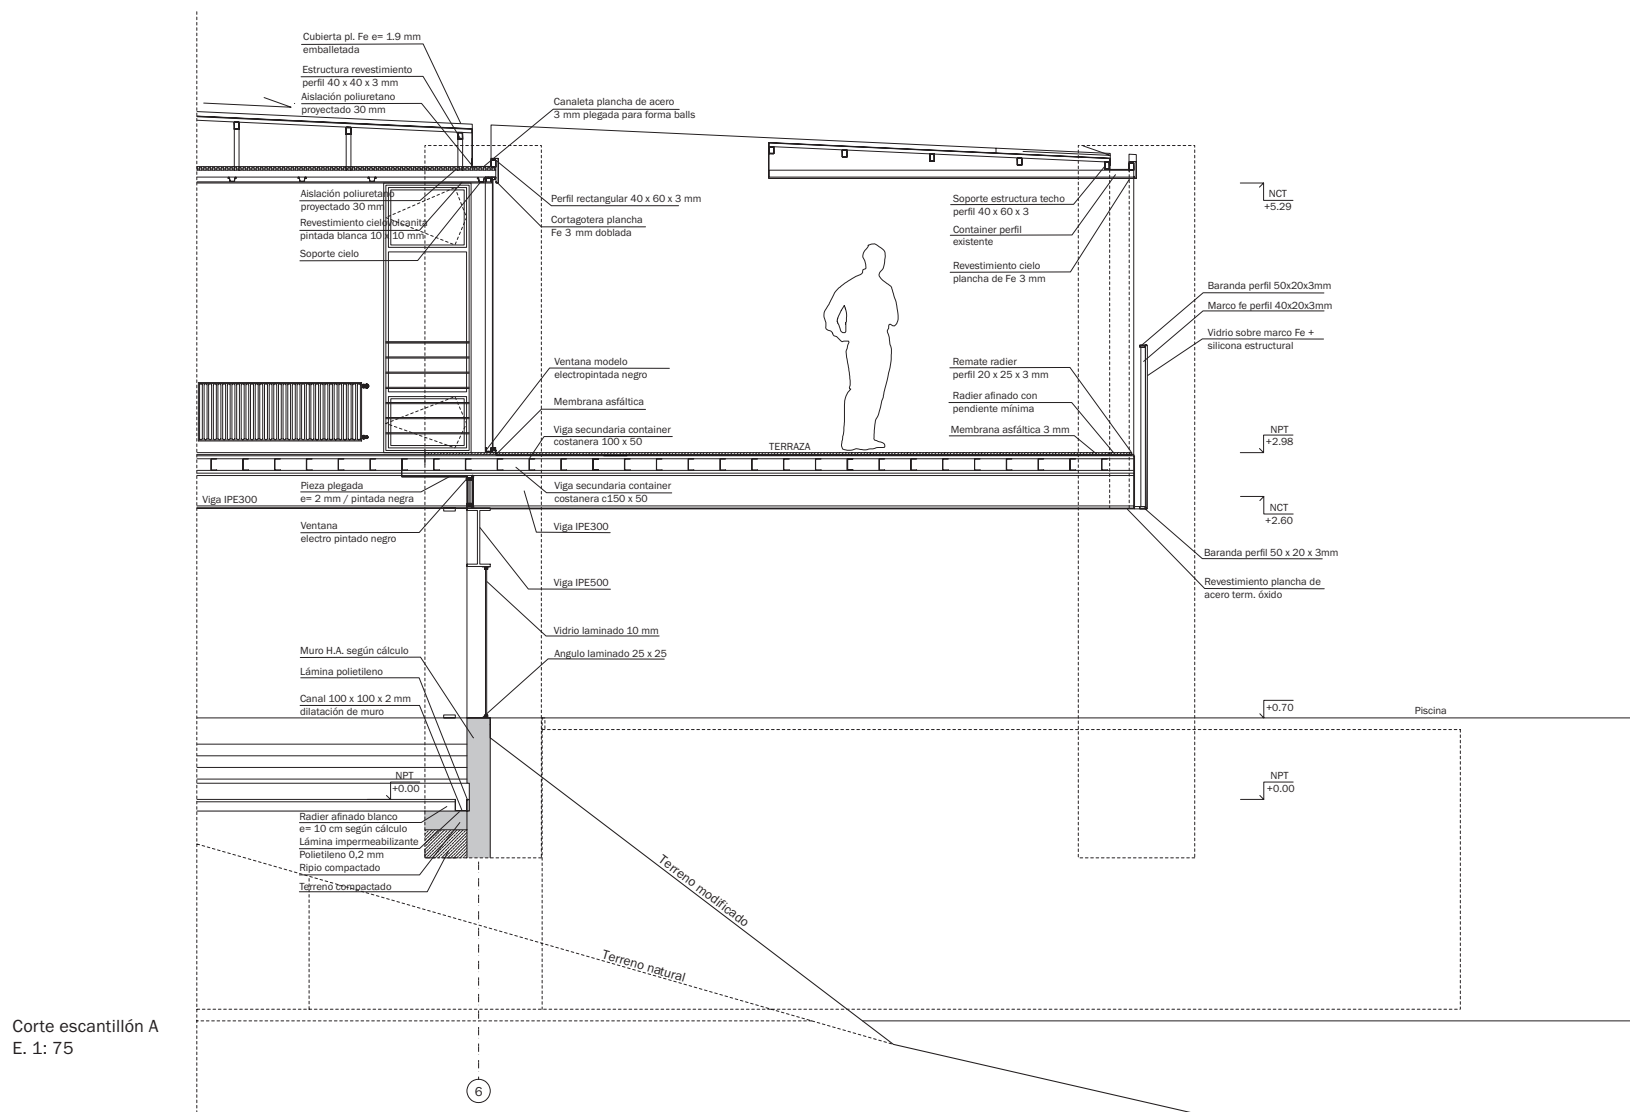 Cubierta pl. Fe e= 1.9 mm
emballetada
Estructura revestimiento
perfil 40 x 40 x 3 mm
Aislación poliuretano
proyectado 30 mm
Canaleta plancha de acero
3 mm plegada para forma balls
Aislación poliuretano
proyectado 30 mm
Revestimiento cielo volcanita
pintada blanca 10 x 10 mm
Soporte cielo
Perfil rectangular 40 x 60 x 3 mm
Cortagotera plancha
Fe 3 mm doblada
Soporte estructura techo
perfil 40 x 60 x 3
Container perfil
existente
Revestimiento cielo
plancha de Fe 3 mm
NCT
+5.29
Baranda perfil 50x20x3mm
Marco fe perfil 40x20x3mm
Vidrio sobre marco Fe +
silicona estructural
Ventana modelo
electropintada negro
Membrana asfáltica
Viga secundaria container
costanera 100 x 50
Remate radier
perfil 20 x 25 x 3 mm
Radier afinado con
pendiente mínima
Membrana asfáltica 3 mm
TERRAZA
NPT
+2.98
Pieza plegada
e= 2 mm / pintada negra
Viga IPE300
Ventana
electro pintado negro
Viga secundaria container
costanera c150 x 50
Viga IPE300
NCT
+2.60
Baranda perfil 50 x 20 x 3mm
Revestimiento plancha de
acero term. óxido
Viga IPE500
Vidrio laminado 10 mm
Angulo laminado 25 x 25
Muro H.A. según cálculo
Lámina polietileno
Canal 100 x 100 x 2 mm
dilatación de muro
+0.70
Piscina
NPT
+0.00
NPT
+0.00
Radier afinado blanco
e= 10 cm según cálculo
Lámina impermeabilizante
Polietileno 0,2 mm
Ripio compactado
Terreno compactado
Terreno modificado
Terreno natural
Corte escantillón A
E. 1: 75
6